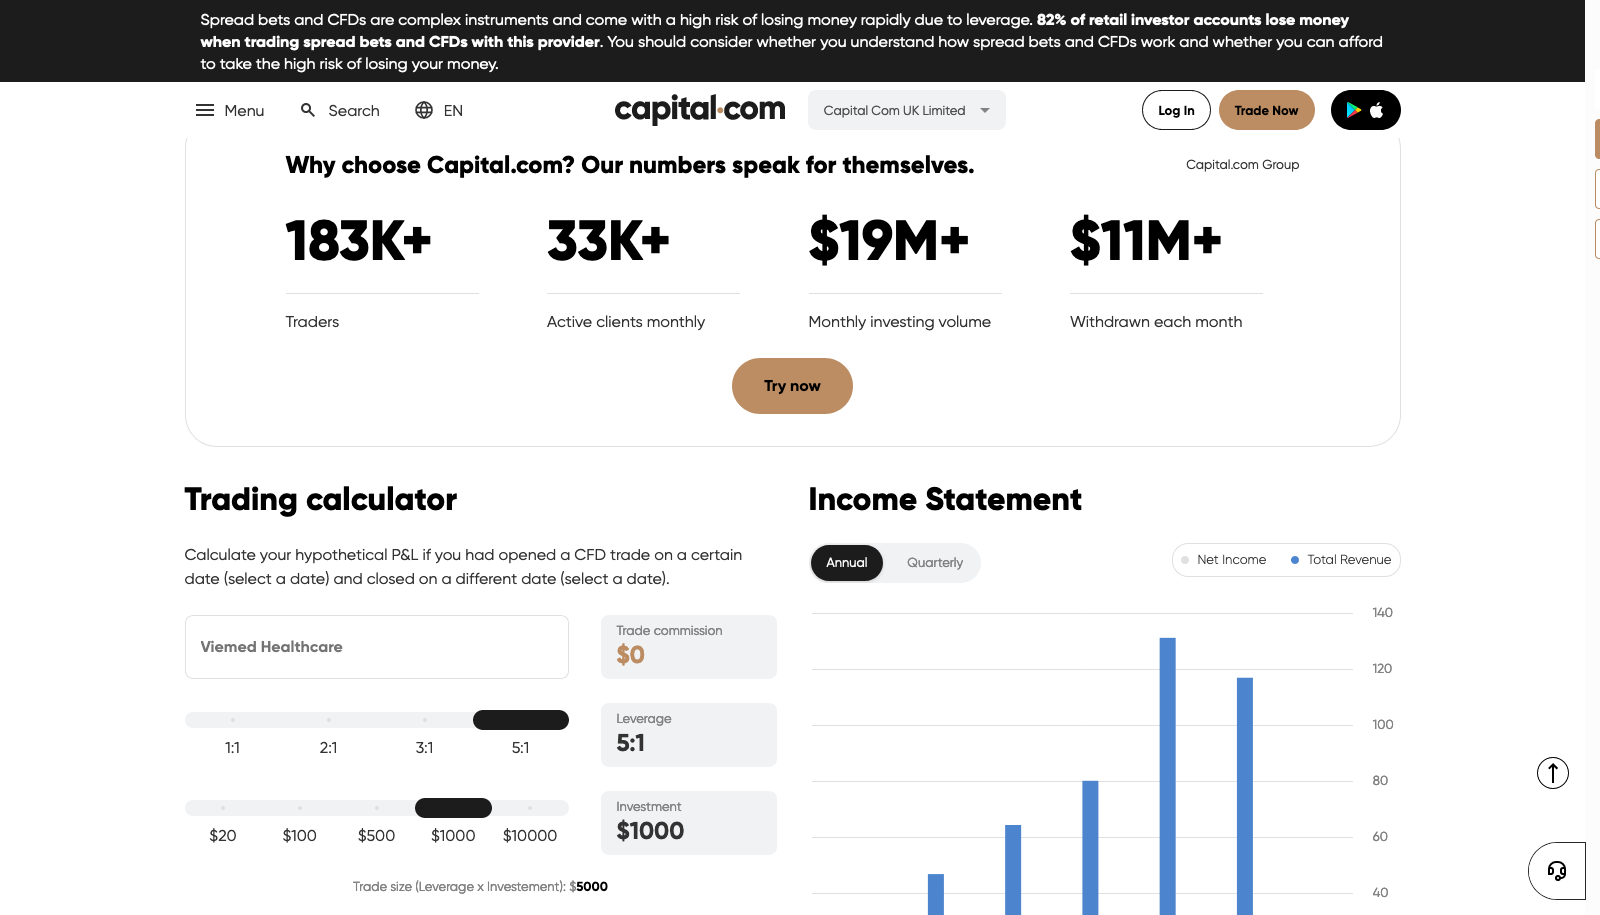 Spread bets and CFDs are complex instruments and come with a high risk of losing money rapidly due to leverage. 82% of retail investor accounts lose money
when trading spread bets and CFDs with this provider. You should consider whether you understand how spread bets and CFDs work and whether you can afford
to take the high risk of losing your money.
Menu Search EN capital.com Capital Com UK Limited Log In Trade Now
Why choose Capital.com? Our numbers speak for themselves. Capital.com Group
183K+ 33K+ $19M+ $11M+
Traders Active clients monthly Monthly investing volume Withdrawn each month
Try now
Trading calculator
Calculate your hypothetical P&L if you had opened a CFD trade on a certain
date (select a date) and closed on a different date (select a date).
Viemed Healthcare
Trade commission
$0
1:1 2:1 3:1 5:1
Leverage
5:1
$20 $100 $500 $1000 $10000
Investment
$1000
Trade size (Leverage x Investement): $5000
Income Statement
Annual Quarterly
Net Income Total Revenue
140
120
100
80
60
40